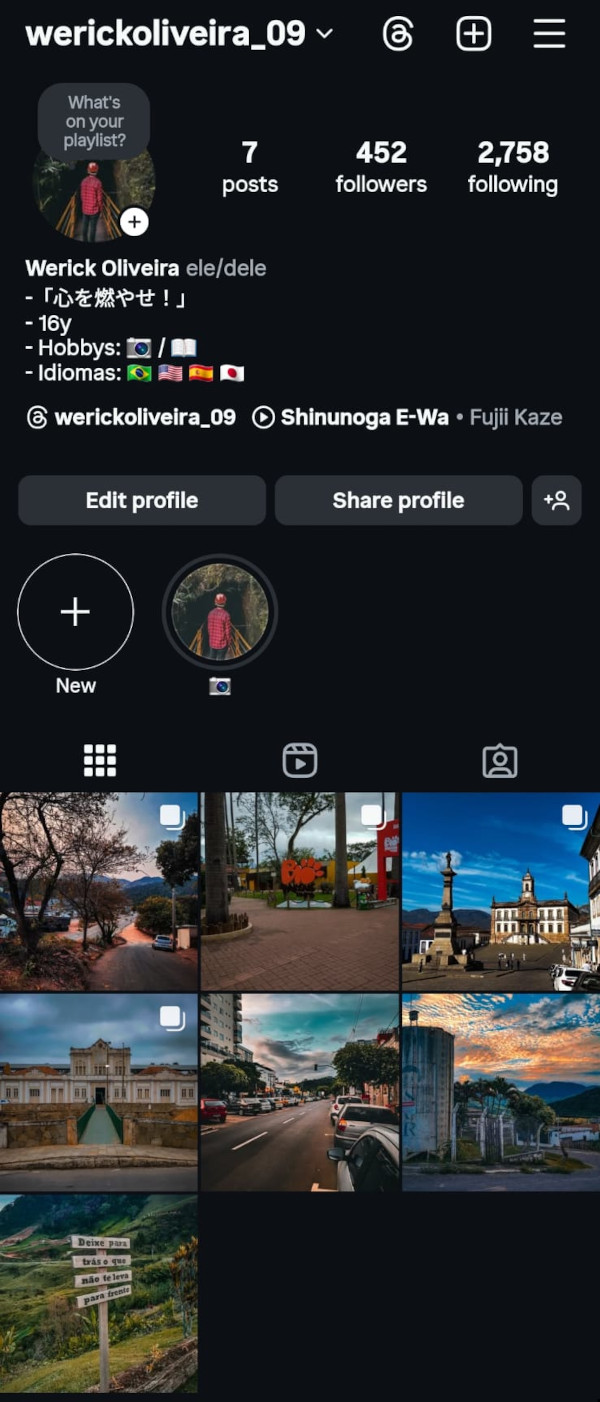 werickoliveira_09
What's
on your
playlist?
7
posts
452
followers
2,758
following
Werick Oliveira ele/dele
-「心を燃やせ！」
- 16y
- Hobbys: 📷 / 📖
- Idiomas: 🇧🇷 🇺🇸 🇪🇸 🇯🇵
werickoliveira_09 Shinunoga E-Wa • Fujii Kaze
Edit profile
Share profile
New
📷
Deixe para
trás o que
não te leva
para frente